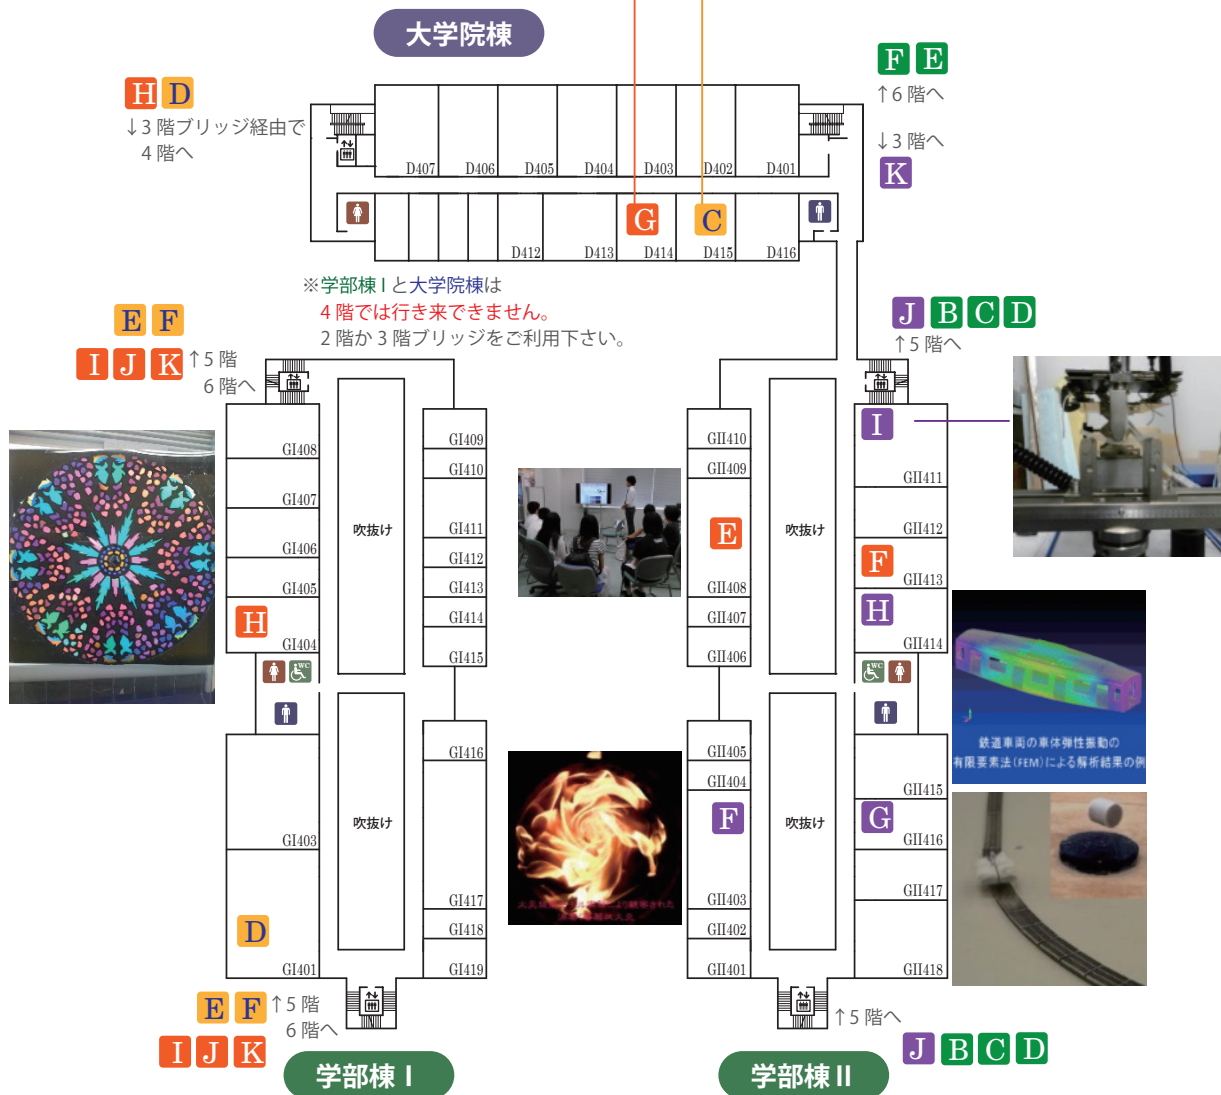 大学院棟
H D
↓3 階ブリッジ経由で
4 階へ
F E
↑6 階へ
↓3 階へ
K
D407 D406 D405 D404 D403 D402 D401
G C
D412 D413 D414 D415 D416
※学部棟 I と大学院棟は
4 階では行き来できません。
2 階か 3 階ブリッジをご利用下さい。
E F
I J K
↑5 階
6 階へ
J B C D
↑5 階へ
GI408
GI407
GI406
GI405
H
GI404
WC
GI403
D
GI401
吹抜け
吹抜け
GI409
GI410
GI411
GI412
GI413
GI414
GI415
GI416
GI417
GI418
GI419
E F
I J K
↑5 階
6 階へ
学部棟 I
GII410
GII409
E
GII408
GII407
GII406
GII405
GII404
F
GII403
GII402
GII401
吹抜け
吹抜け
I
GII411
GII412
F
GII413
H
GII414
WC
GII415
G
GII416
GII417
GII418
鉄道車両の車体弾性振動の
有限要素法(FEM)による解析結果の例
↑5 階へ
J B C D
学部棟 II